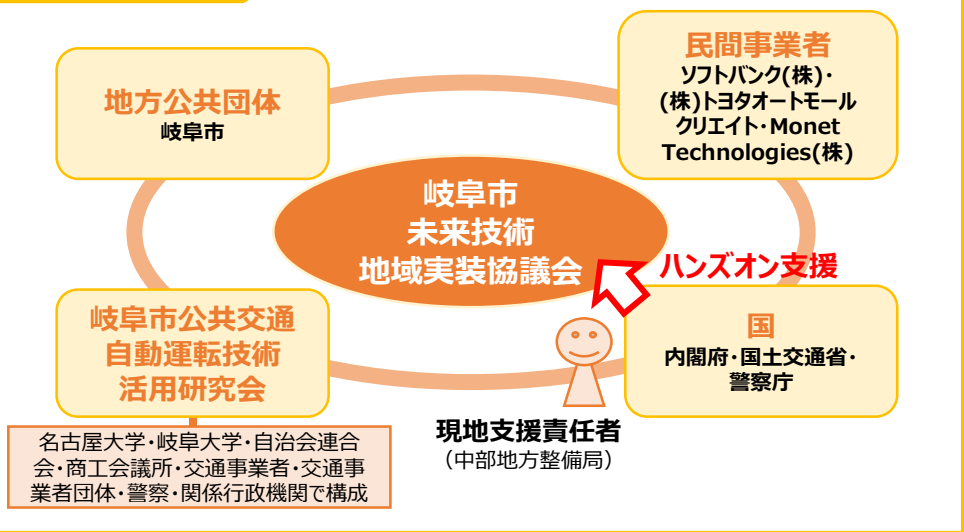 地方公共団体
岐阜市
民間事業者
ソフトバンク(株)・
(株)トヨタオートモール
クリエイト・Monet
Technologies(株)
岐阜市
未来技術
地域実装協議会
ハンズオン支援
岐阜市公共交通
自動運転技術
活用研究会
国
内閣府・国土交通省・
警察庁
現地支援責任者
（中部地方整備局）
名古屋大学・岐阜大学・自治会連合
会・商工会議所・交通事業者・交通事
業者団体・警察・関係行政機関で構成